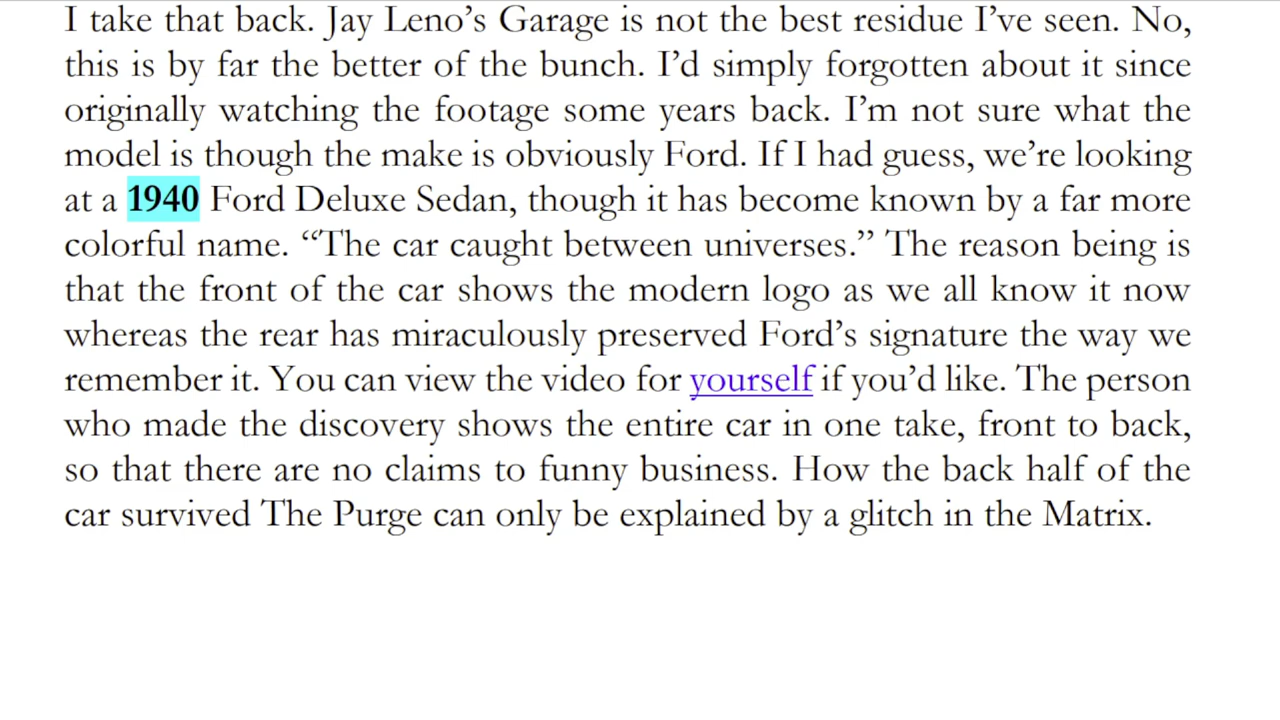 I take that back. Jay Leno’s Garage is not the best residue I’ve seen. No,
this is by far the better of the bunch. I’d simply forgotten about it since
originally watching the footage some years back. I’m not sure what the
model is though the make is obviously Ford. If I had guess, we’re looking
at a 1940 Ford Deluxe Sedan, though it has become known by a far more
colorful name. “The car caught between universes.” The reason being is
that the front of the car shows the modern logo as we all know it now
whereas the rear has miraculously preserved Ford’s signature the way we
remember it. You can view the video for yourself if you’d like. The person
who made the discovery shows the entire car in one take, front to back,
so that there are no claims to funny business. How the back half of the
car survived The Purge can only be explained by a glitch in the Matrix.